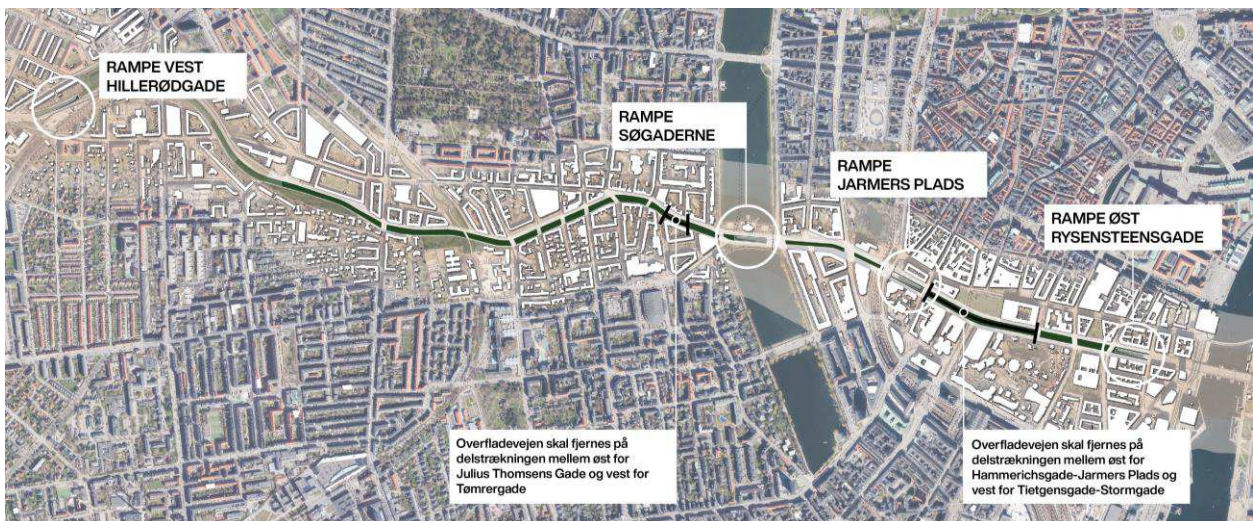 RAMPE VEST
HILLERØDGADE
RAMPE
SØGADERNE
RAMPE
JARMERS PLADS
RAMPE ØST
RYSENSTEENSGADE
Overfladevejen skal fjernes på
delstrækningen mellem øst for
Julius Thomsens Gade og vest for
Tømrergade
Overfladevejen skal fjernes på
delstrækningen mellem øst for
Hammerichsgade-Jarmers Plads og
vest for Tietgensgade-Stormgade